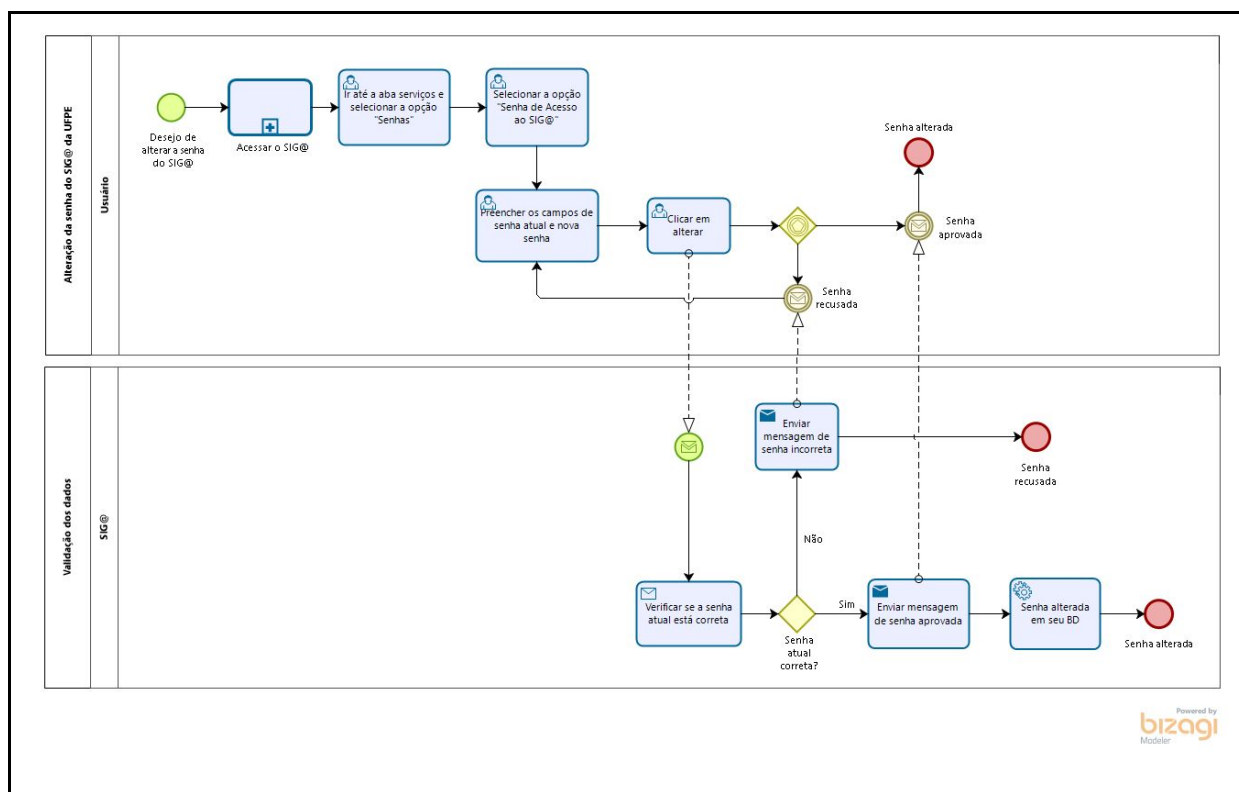 Alteração da senha do SIG@ da UFPE
Usuário
Desejo de
alterar a senha
do SIG@
Acessar o SIG@
Ir até a aba serviços e
selecionar a opção
"Senhas"
Selecionar a opção
"Senha de Acesso
ao SIG@"
Preencher os campos de
senha atual e nova
senha
Clicar em
alterar
Senha
recusada
Senha
aprovada
Senha alterada
Validação dos dados
SIG@
Verificar se a senha
atual está correta
Senha
atual
correta?
Não
Enviar
mensagem de
senha incorreta
Senha
recusada
Sim
Enviar mensagem
de senha aprovada
Senha alterada
em seu BD
Senha alterada
Powered by
bizagi
Modeler